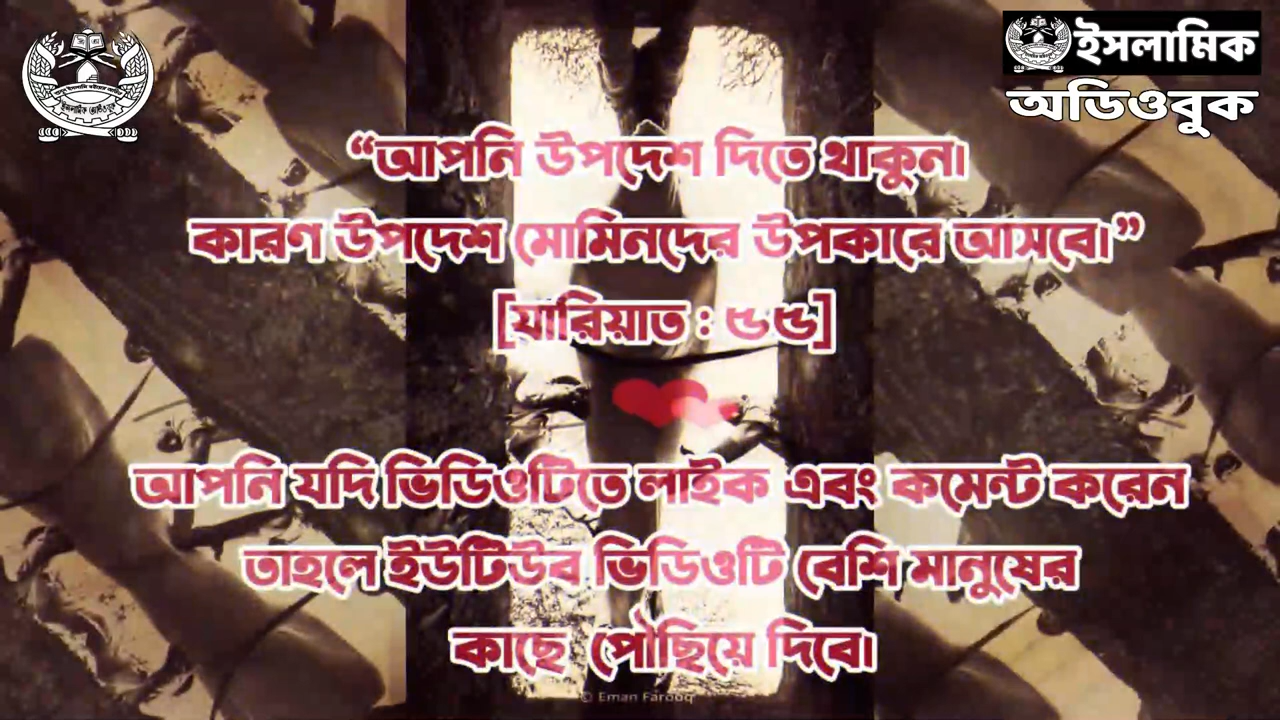 ইসলামিক
অডিওবুক
“আপনি উপদেশ দিতে থাকুন।
কারণ উপদেশ মোমিনদের উপকারে আসবে।”
[যারিয়াত : ৫৫]
আপনি যদি ভিডিওটিতে লাইক এবং কমেন্ট করেন
তাহলে ইউটিউব ভিডিওটি বেশি মানুষের
কাছে পৌছিয়ে দিবে।
© Eman Farooq